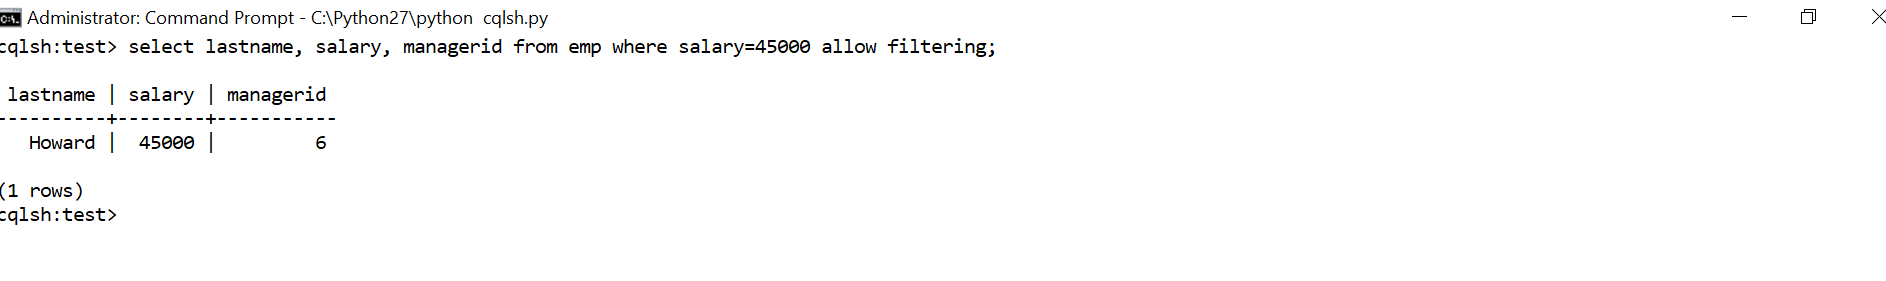 Administrator: Command Prompt - C:\Python27\python  cqlsh.py
cqlsh:test> select lastname, salary, managerid from emp where salary=45000 allow filtering;
lastname | salary | managerid
----------+--------+-----------
Howard | 45000 | 6
(1 rows)
cqlsh:test>